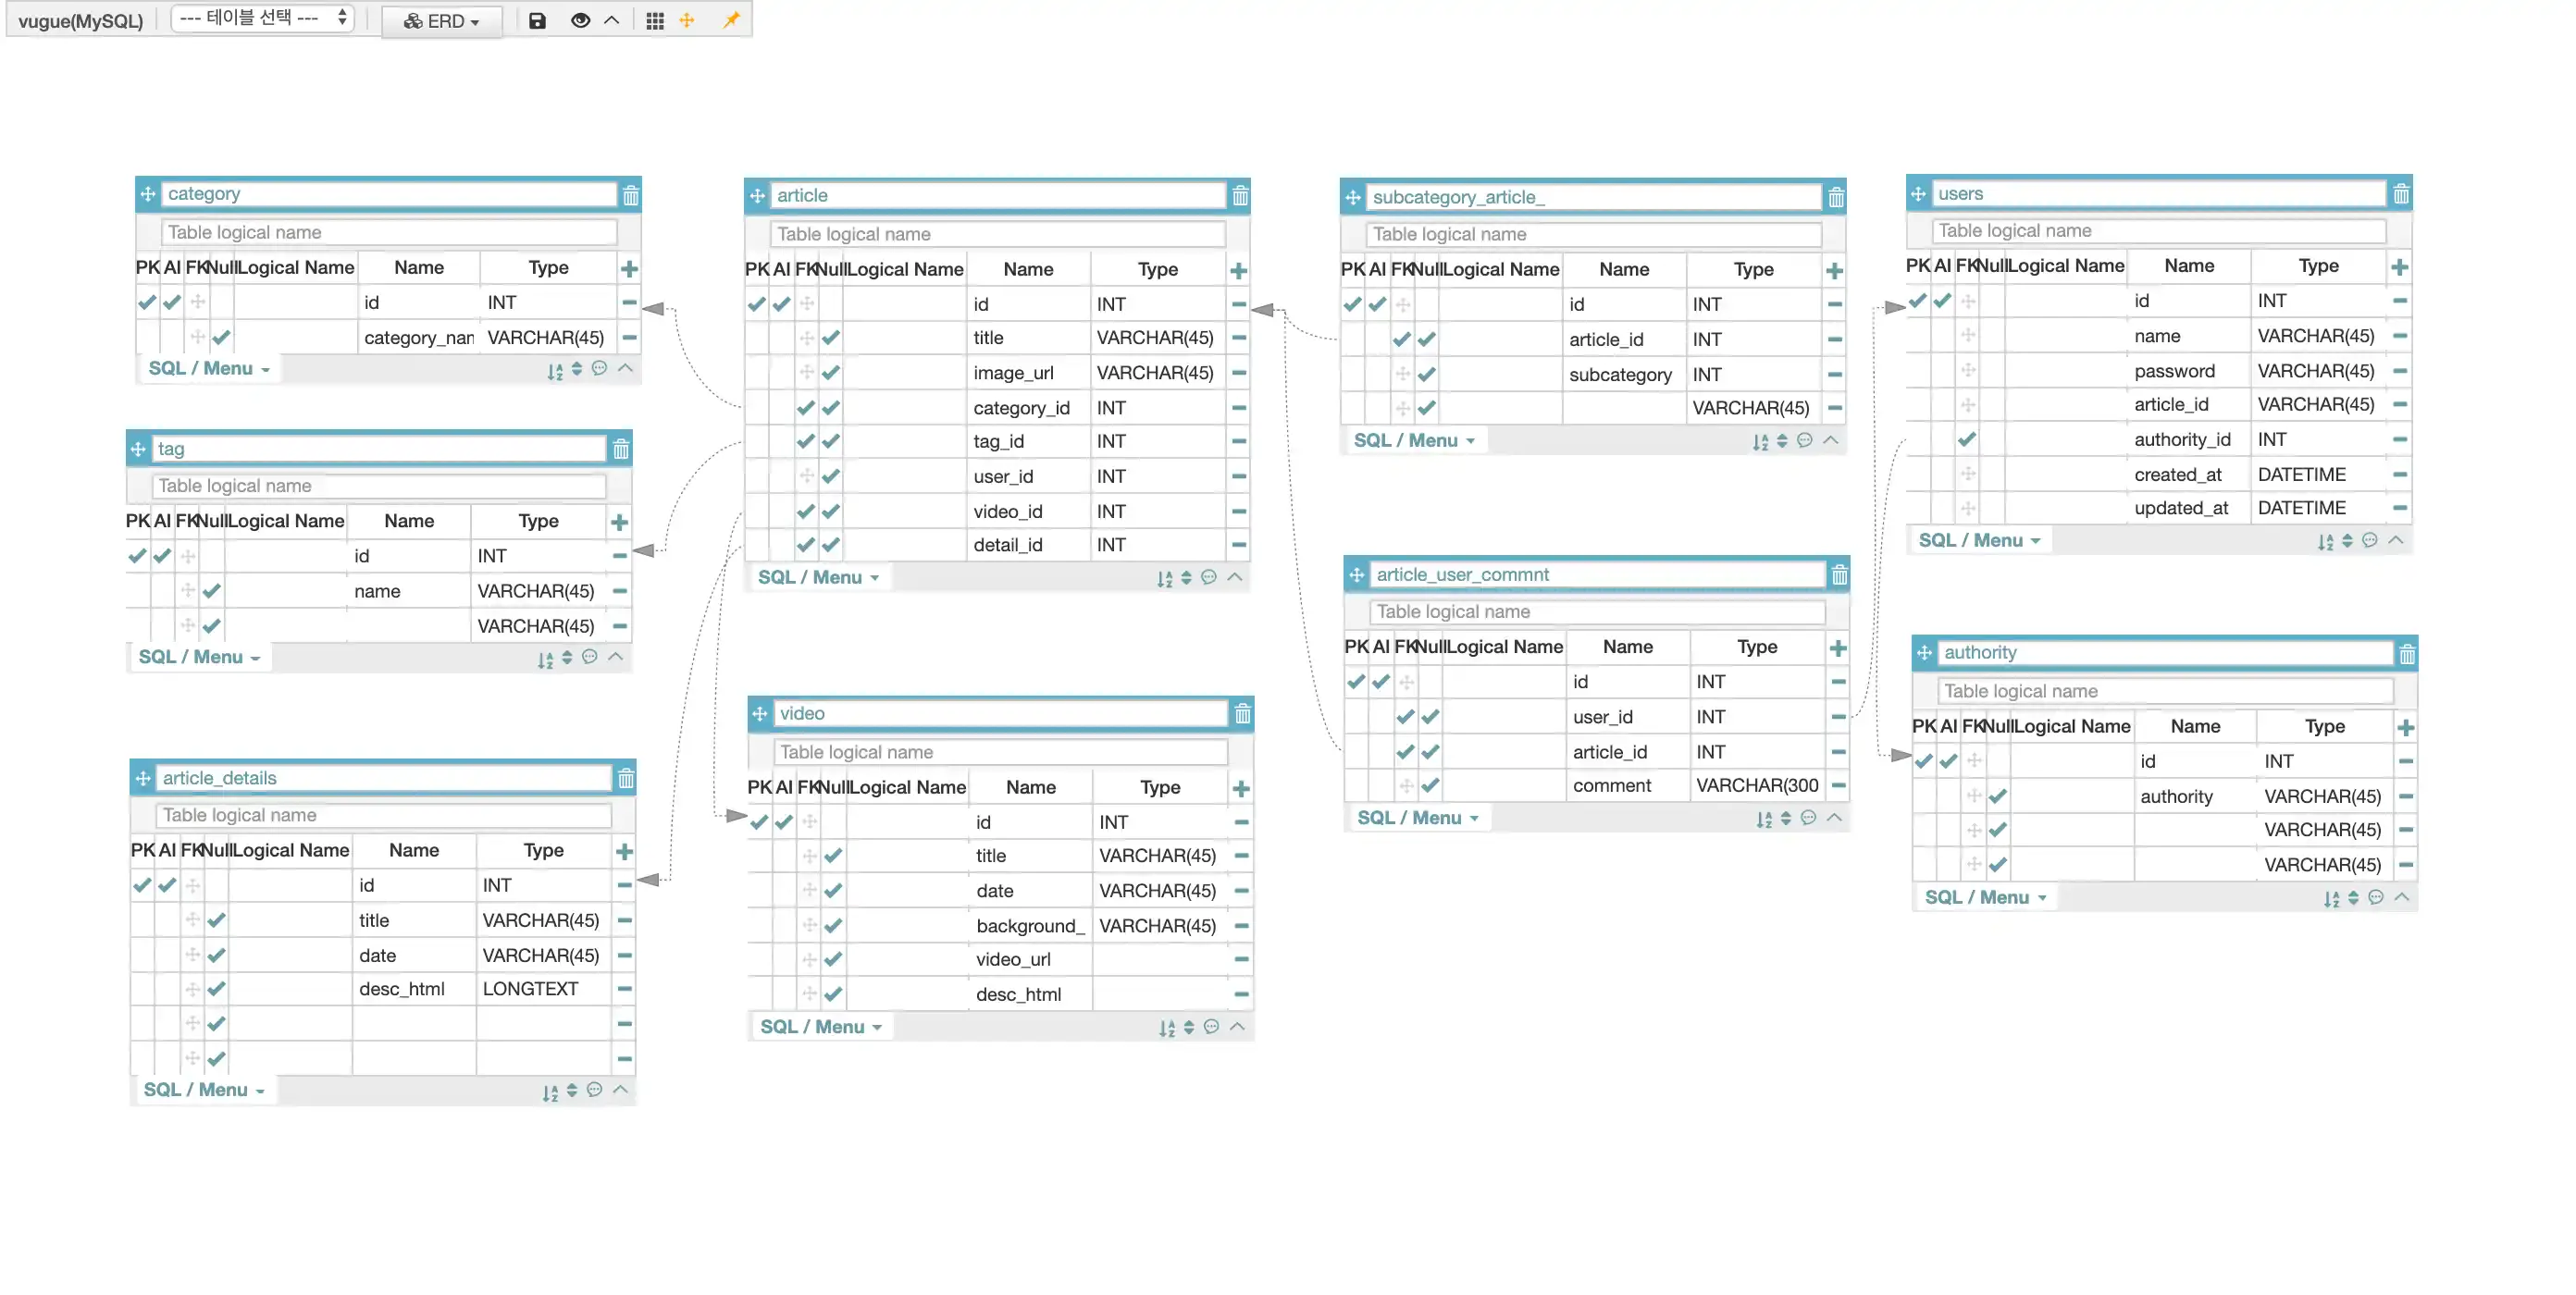 vugue(MySQL) --- 테이블 선택 --- ERD
category
Table logical name
PK AI FK Null Logical Name Name Type
id INT
category_nan VARCHAR(45)
SQL / Menu
tag
Table logical name
PK AI FK Null Logical Name Name Type
id INT
name VARCHAR(45)
VARCHAR(45)
SQL / Menu
article_details
Table logical name
PK AI FK Null Logical Name Name Type
id INT
title VARCHAR(45)
date VARCHAR(45)
desc_html LONGTEXT
SQL / Menu
article
Table logical name
PK AI FK Null Logical Name Name Type
id INT
title VARCHAR(45)
image_url VARCHAR(45)
category_id INT
tag_id INT
user_id INT
video_id INT
detail_id INT
SQL / Menu
video
Table logical name
PK AI FK Null Logical Name Name Type
id INT
title VARCHAR(45)
date VARCHAR(45)
background_ VARCHAR(45)
video_url
desc_html
SQL / Menu
subcategory_article_
Table logical name
PK AI FK Null Logical Name Name Type
id INT
article_id INT
subcategory INT
VARCHAR(45)
SQL / Menu
article_user_commnt
Table logical name
PK AI FK Null Logical Name Name Type
id INT
user_id INT
article_id INT
comment VARCHAR(300
SQL / Menu
users
Table logical name
PK AI FK Null Logical Name Name Type
id INT
name VARCHAR(45)
password VARCHAR(45)
article_id VARCHAR(45)
authority_id INT
created_at DATETIME
updated_at DATETIME
SQL / Menu
authority
Table logical name
PK AI FK Null Logical Name Name Type
id INT
authority VARCHAR(45)
VARCHAR(45)
VARCHAR(45)
SQL / Menu